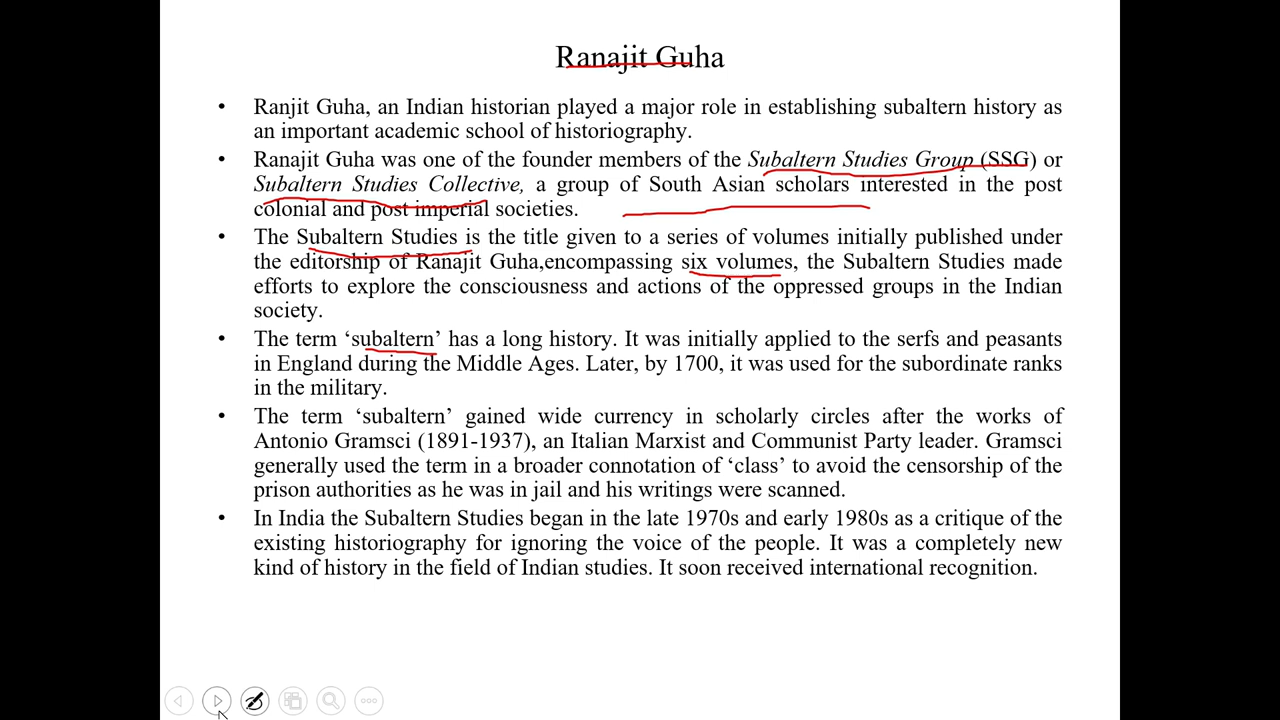 Ranajit Guha
• Ranjit Guha, an Indian historian played a major role in establishing subaltern history as
an important academic school of historiography.
• Ranajit Guha was one of the founder members of the Subaltern Studies Group (SSG) or
Subaltern Studies Collective, a group of South Asian scholars interested in the post
colonial and post imperial societies.
• The Subaltern Studies is the title given to a series of volumes initially published under
the editorship of Ranajit Guha,encompassing six volumes, the Subaltern Studies made
efforts to explore the consciousness and actions of the oppressed groups in the Indian
society.
• The term ‘subaltern’ has a long history. It was initially applied to the serfs and peasants
in England during the Middle Ages. Later, by 1700, it was used for the subordinate ranks
in the military.
• The term ‘subaltern’ gained wide currency in scholarly circles after the works of
Antonio Gramsci (1891-1937), an Italian Marxist and Communist Party leader. Gramsci
generally used the term in a broader connotation of ‘class’ to avoid the censorship of the
prison authorities as he was in jail and his writings were scanned.
• In India the Subaltern Studies began in the late 1970s and early 1980s as a critique of the
existing historiography for ignoring the voice of the people. It was a completely new
kind of history in the field of Indian studies. It soon received international recognition.